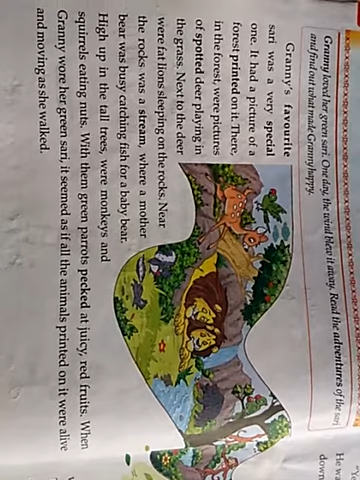 Granny loved her green sari. One day, the wind blew it away. Read the adventures of the sari
and find out what made Granny happy.
Granny's favourite
sari was a very special
one. It had a picture of a
forest printed on it. There,
in the forest, were pictures
of spotted deer playing in
the grass. Next to the deer
were fat lions sleeping on the rocks. Near
the rocks was a stream, where a mother
bear was busy catching fish for a baby bear.
High up in the tall trees, were monkeys and
squirrels eating nuts. With them green parrots pecked at juicy, red fruits. When
Granny wore her green sari, it seemed as if all the animals printed on it were alive
and moving as she walked.
He wa
down